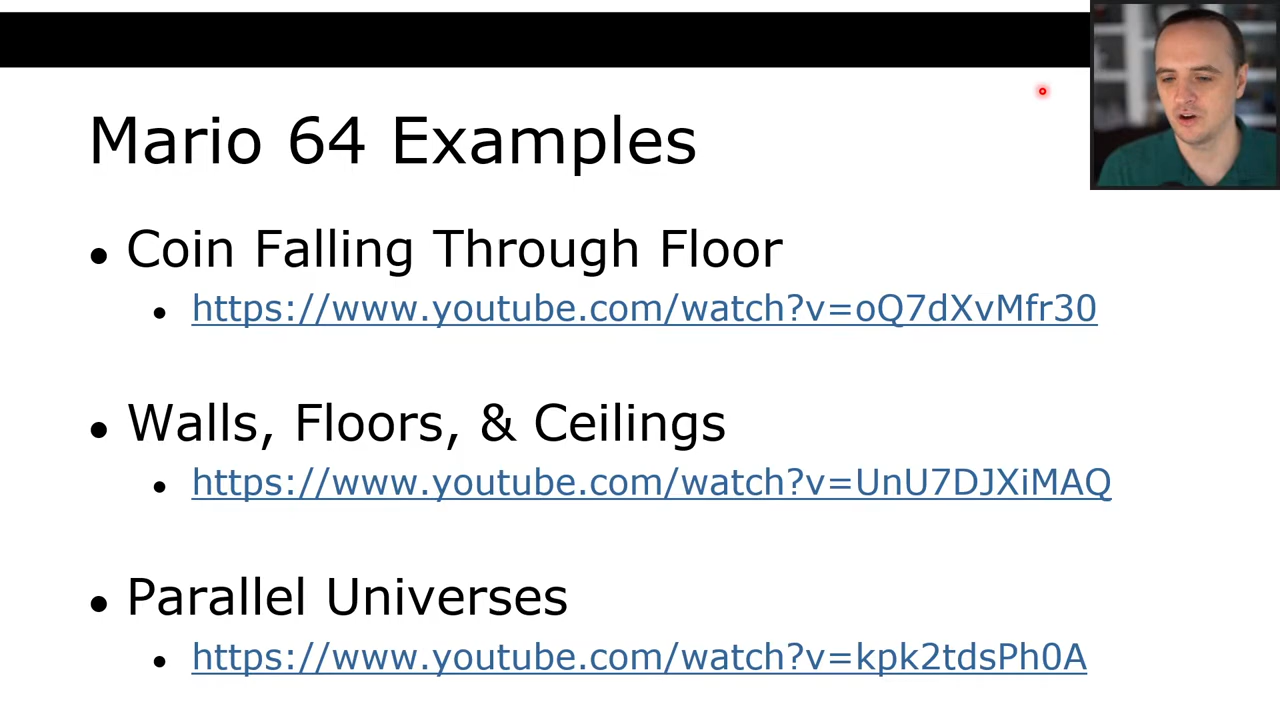 Mario 64 Examples
• Coin Falling Through Floor
• https://www.youtube.com/watch?v=oQ7dXvMfr30
• Walls, Floors, & Ceilings
• https://www.youtube.com/watch?v=UnU7DJXiMAQ
• Parallel Universes
• https://www.youtube.com/watch?v=kpk2tdsPh0A